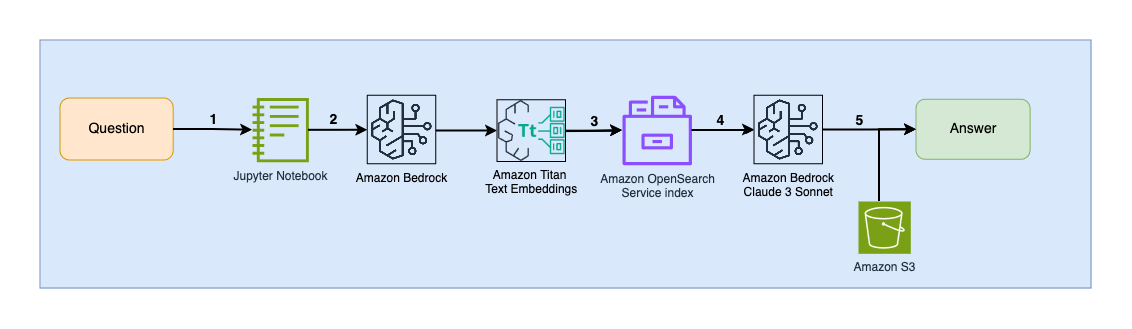 1
2
3
4
5
Question
Answer
Tt
Jupyter Notebook
Amazon Bedrock
Amazon Titan
Text Embeddings
Amazon OpenSearch
Service index
Amazon Bedrock
Claude 3 Sonnet
Amazon S3